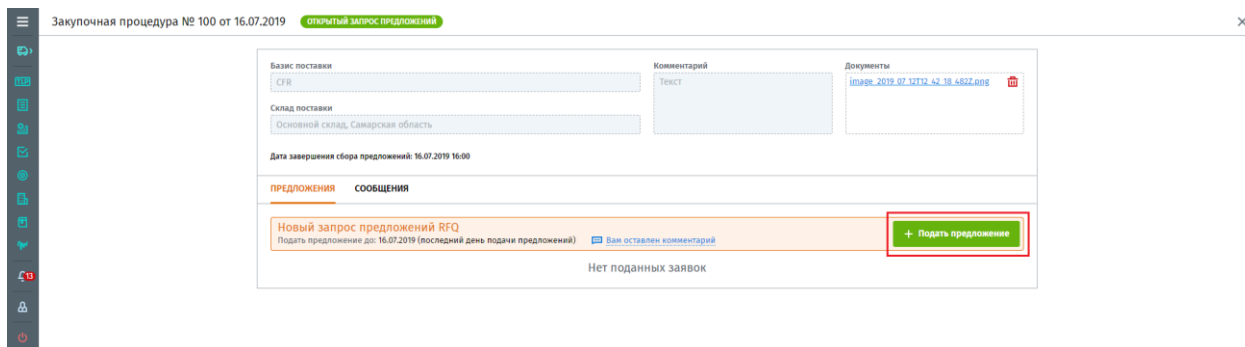 Закупочная процедура № 100 от 16.07.2019 ОТКРЫТЫЙ ЗАПРОС ПРЕДЛОЖЕНИЙ
Базис поставки
CFR
Склад поставки
Основной склад, Самарская область
Комментарий
Текст
Документы
image_2019_07_12T12_42_18_482Z.png
Дата завершения сбора предложений: 16.07.2019 16:00
ПРЕДЛОЖЕНИЯ СООБЩЕНИЯ
Новый запрос предложений RFQ
Подать предложение до: 16.07.2019 (последний день подачи предложений) Вам оставлен комментарий
+ Подать предложение
Нет поданных заявок
13